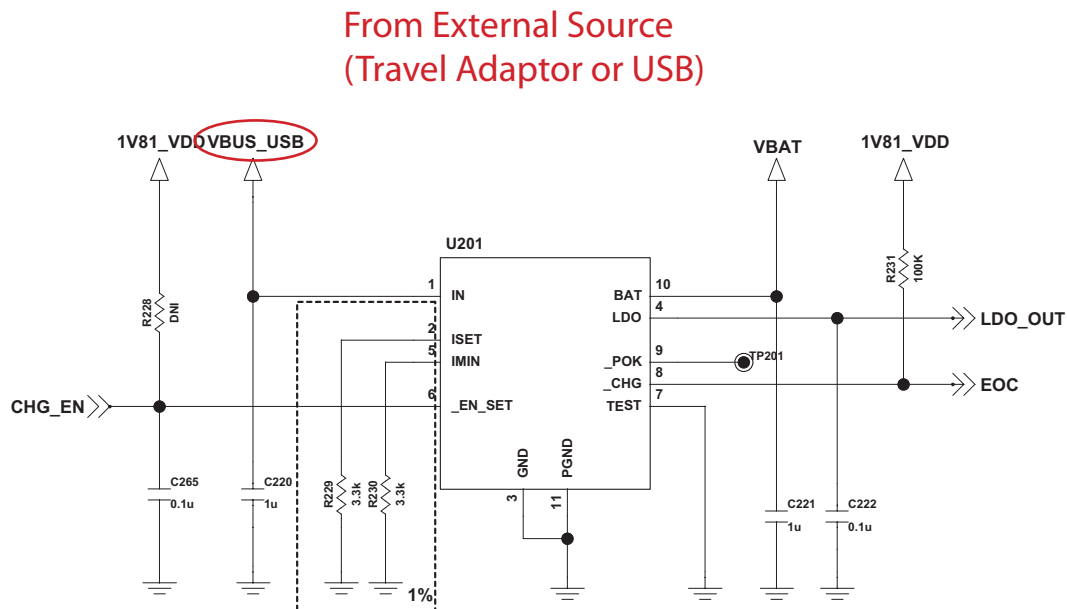 From External Source
(Travel Adaptor or USB)
1V81_VDD
VBUS_USB
VBAT
1V81_VDD
U201
R228
DNI
R231
100K
1
IN
10
BAT
4
LDO
LDO_OUT
2
ISET
5
IMIN
9
_POK
TP201
8
_CHG
EOC
CHG_EN
6
_EN_SET
7
TEST
GND
PGND
3
11
C265
0.1u
C220
1u
R229
3.3k
R230
3.3k
C221
1u
C222
0.1u
1%